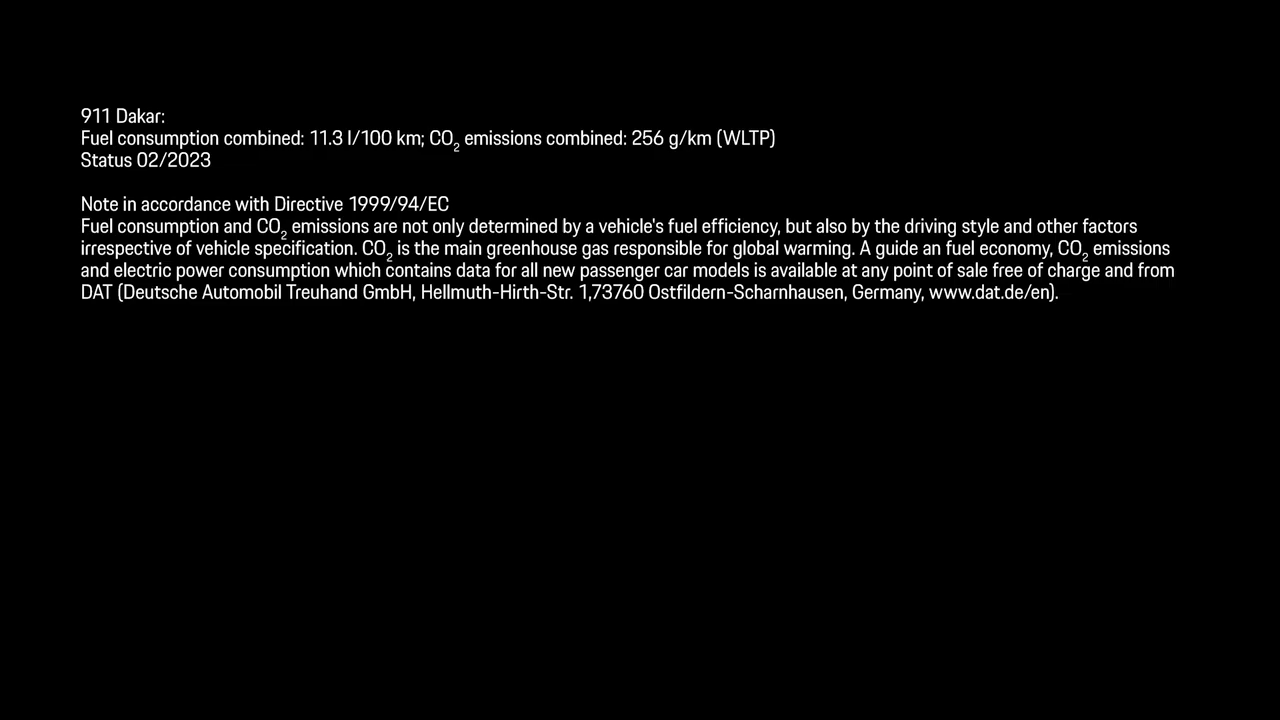 911 Dakar:
Fuel consumption combined: 11.3 l/100 km; CO₂ emissions combined: 256 g/km (WLTP)
Status 02/2023
Note in accordance with Directive 1999/94/EC
Fuel consumption and CO₂ emissions are not only determined by a vehicle's fuel efficiency, but also by the driving style and other factors
irrespective of vehicle specification. CO₂ is the main greenhouse gas responsible for global warming. A guide an fuel economy, CO₂ emissions
and electric power consumption which contains data for all new passenger car models is available at any point of sale free of charge and from
DAT (Deutsche Automobil Treuhand GmbH, Hellmuth-Hirth-Str. 1,73760 Ostfildern-Scharnhausen, Germany, www.dat.de/en).